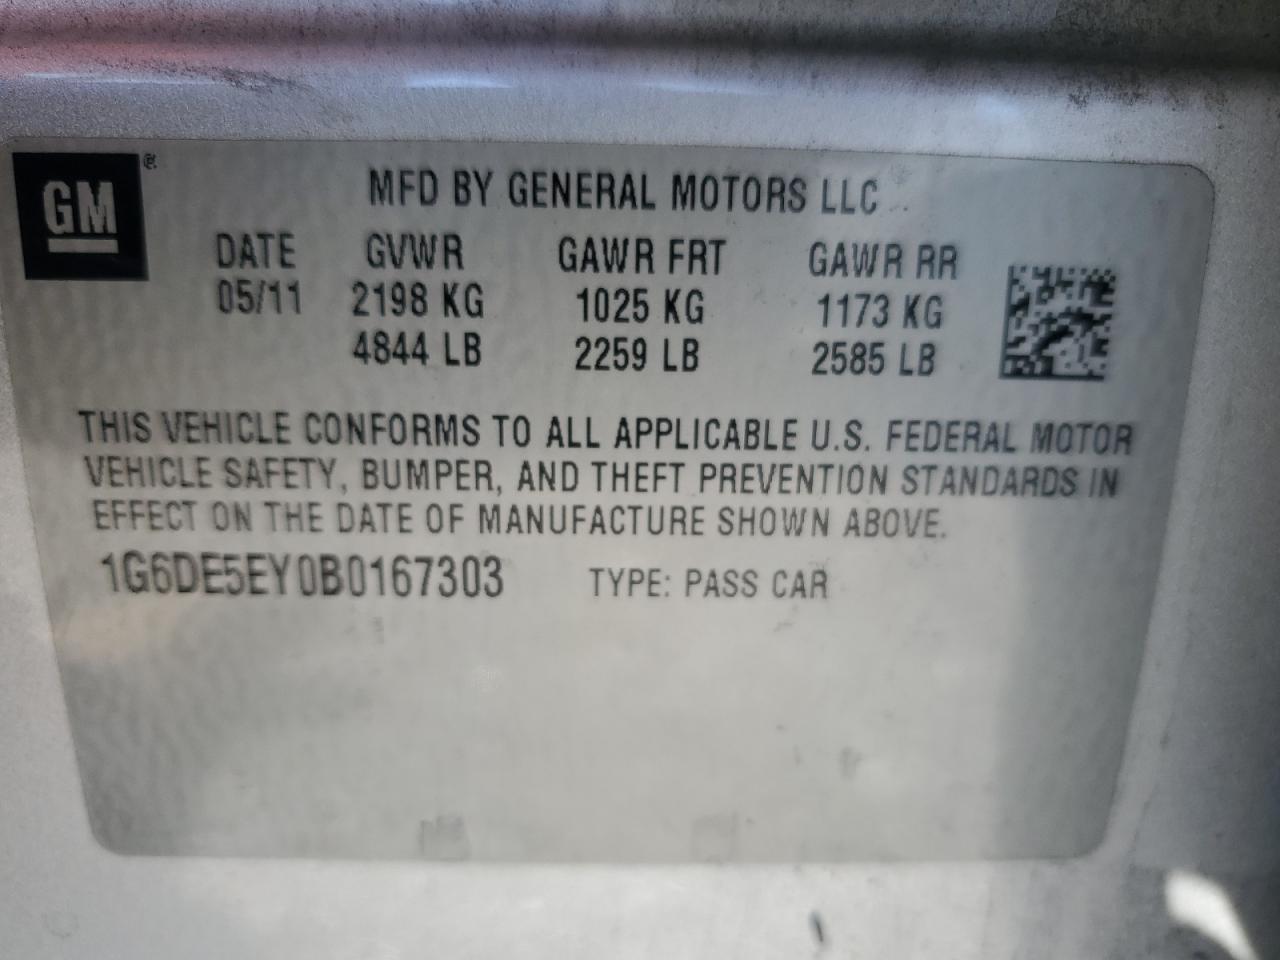 GM ®
MFD BY GENERAL MOTORS LLC
DATE GVWR GAWR FRT GAWR RR
05/11 2198 KG 1025 KG 1173 KG
4844 LB 2259 LB 2585 LB
THIS VEHICLE CONFORMS TO ALL APPLICABLE U.S. FEDERAL MOTOR
VEHICLE SAFETY, BUMPER, AND THEFT PREVENTION STANDARDS IN
EFFECT ON THE DATE OF MANUFACTURE SHOWN ABOVE.
1G6DE5EY0B0167303 TYPE: PASS CAR